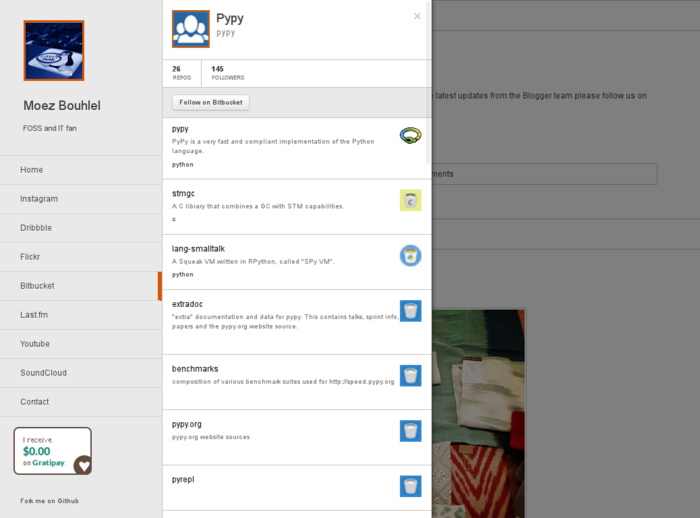 Moez Bouhlel
FOSS and IT fan
Home
Instagram
Dribbble
Flickr
Bitbucket
Last.fm
Youtube
SoundCloud
Contact
I receive
$0.00
on Gratipay
Fork me on Github
Pypy
pypy
×
26
REPOS
145
FOLLOWERS
Follow on Bitbucket
pypy
PyPy is a very fast and compliant implementation of the Python
language.
python
stmgc
A C library that combines a GC with STM capabilities.
c
lang-smalltalk
A Squeak VM written in RPython, called "SPy VM".
python
extradoc
"extra" documentation and data for pypy. This contains talks, sprint info,
papers and the pypy.org website source.
benchmarks
composition of various benchmark suites used for http://speed.pypy.org
pypy.org
pypy.org website sources
pyrepl
latest updates from the Blogger team please follow us on
ments